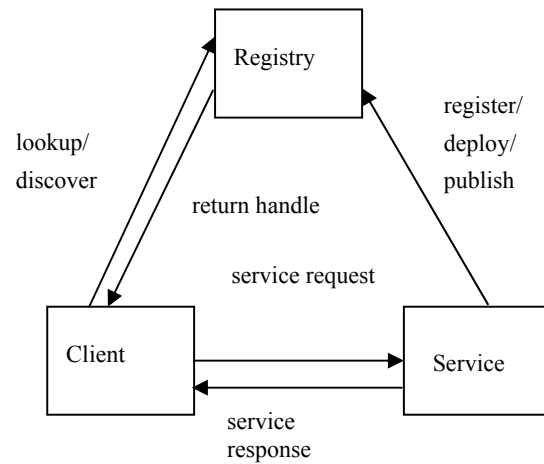 Registry
register/
deploy/
publish
lookup/
discover
return handle
service request
Client
Service
service
response